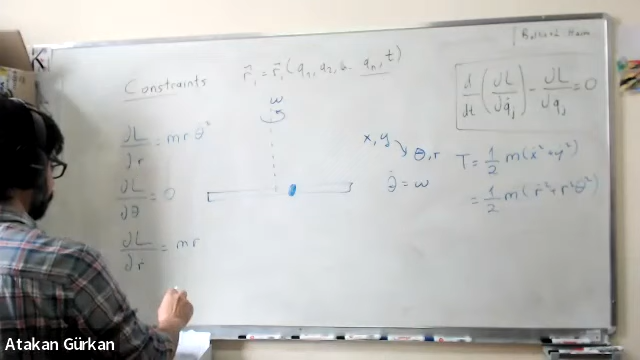 Constraints
r⃗ᵢ = r⃗ᵢ(q₁, q₂, … qₙ, t)
d/dt (∂L/∂q̇ⱼ) - ∂L/∂qⱼ = 0
ω
∂L/∂r = mrθ̇²
x, y
θ, r
T = 1/2 m(ẋ² + ẏ²)
∂L/∂θ = 0
θ̇ = ω
= 1/2 m(ṙ² + r²θ̇²)
∂L/∂ṙ = mṙ
Atakan Gürkan